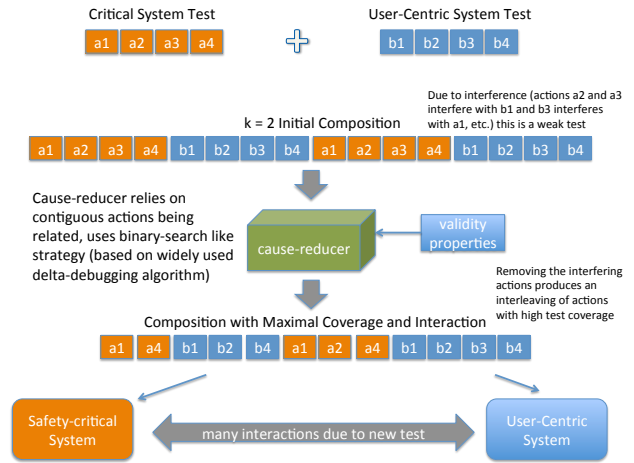 Critical System Test
User-Centric System Test
a1 a2 a3 a4
b1 b2 b3 b4
Due to interference (actions a2 and a3
interfere with b1 and b3 interferes
with a1, etc.) this is a weak test
k = 2 Initial Composition
a1 a2 a3 a4 b1 b2 b3 b4 a1 a2 a3 a4 b1 b2 b3 b4
Cause-reducer relies on
contiguous actions being
related, uses binary-search like
strategy (based on widely used
delta-debugging algorithm)
cause-reducer
validity
properties
Removing the interfering
actions produces an
interleaving of actions
with high test coverage
Composition with Maximal Coverage and Interaction
a1 a4 b1 b2 b4 a1 a2 a4 b1 b2 b3 b4
Safety-critical
System
many interactions due to new test
User-Centric
System